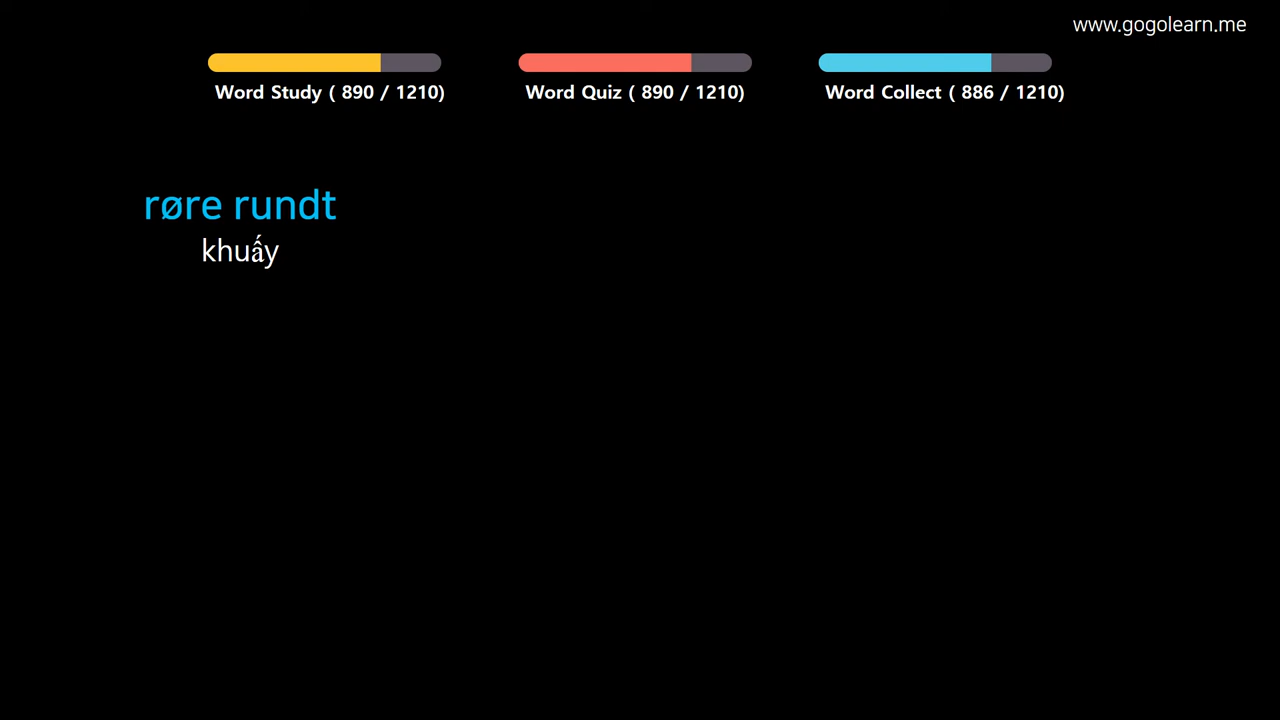 www.gogolearn.me
Word Study ( 890 / 1210)
Word Quiz ( 890 / 1210)
Word Collect ( 886 / 1210)
røre rundt
khuấy